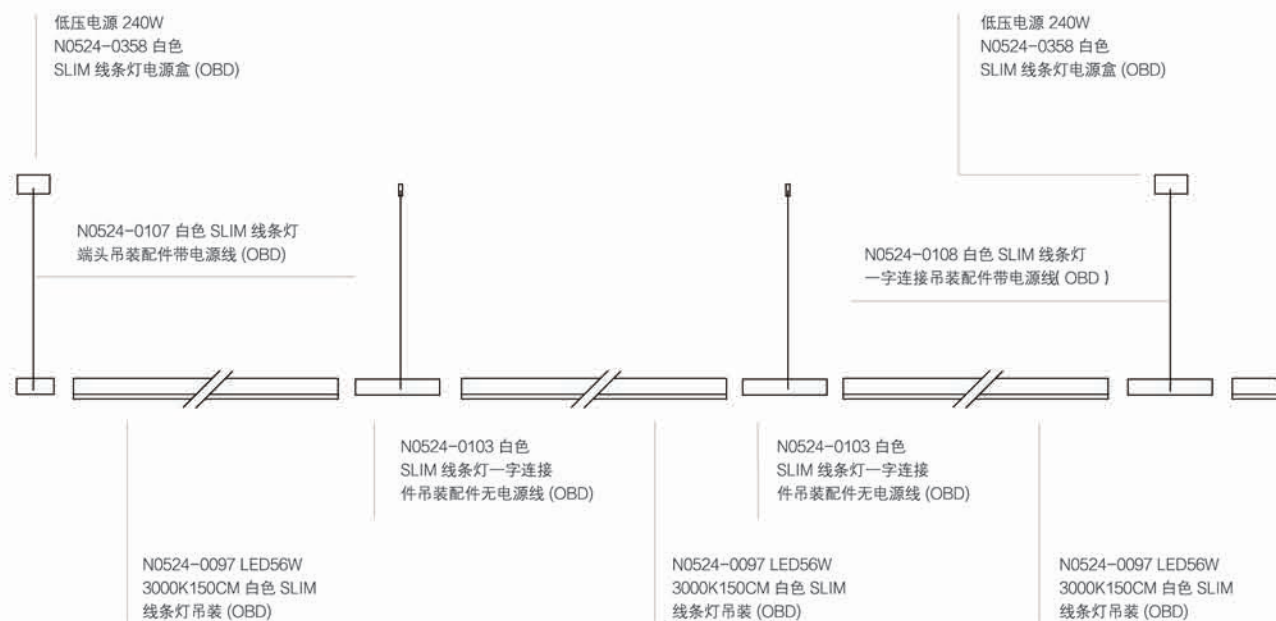 低压电源 240W
N0524-0358 白色
SLIM 线条灯电源盒 (OBD)
低压电源 240W
N0524-0358 白色
SLIM 线条灯电源盒 (OBD)
N0524-0107 白色 SLIM 线条灯
端头吊装配件带电源线 (OBD)
N0524-0108 白色 SLIM 线条灯
一字连接吊装配件带电源线( OBD )
N0524-0103 白色
SLIM 线条灯一字连接
件吊装配件无电源线 (OBD)
N0524-0103 白色
SLIM 线条灯一字连接
件吊装配件无电源线 (OBD)
N0524-0097 LED56W
3000K150CM 白色 SLIM
线条灯吊装 (OBD)
N0524-0097 LED56W
3000K150CM 白色 SLIM
线条灯吊装 (OBD)
N0524-0097 LED56W
3000K150CM 白色 SLIM
线条灯吊装 (OBD)